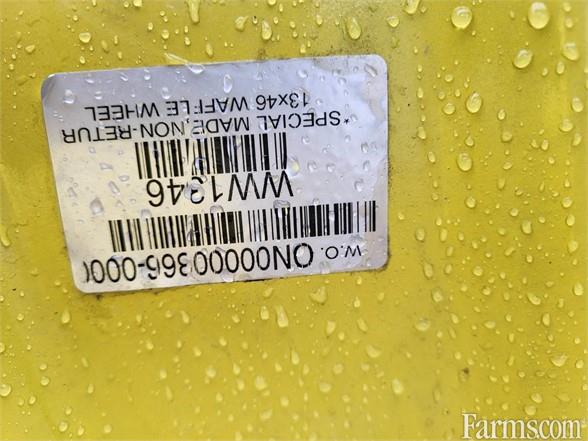 W.O. ON00000366-000
WW1346
*SPECIAL MADE,NON-RETUR
13x46 WAFFLE WHEEL
Farms.com